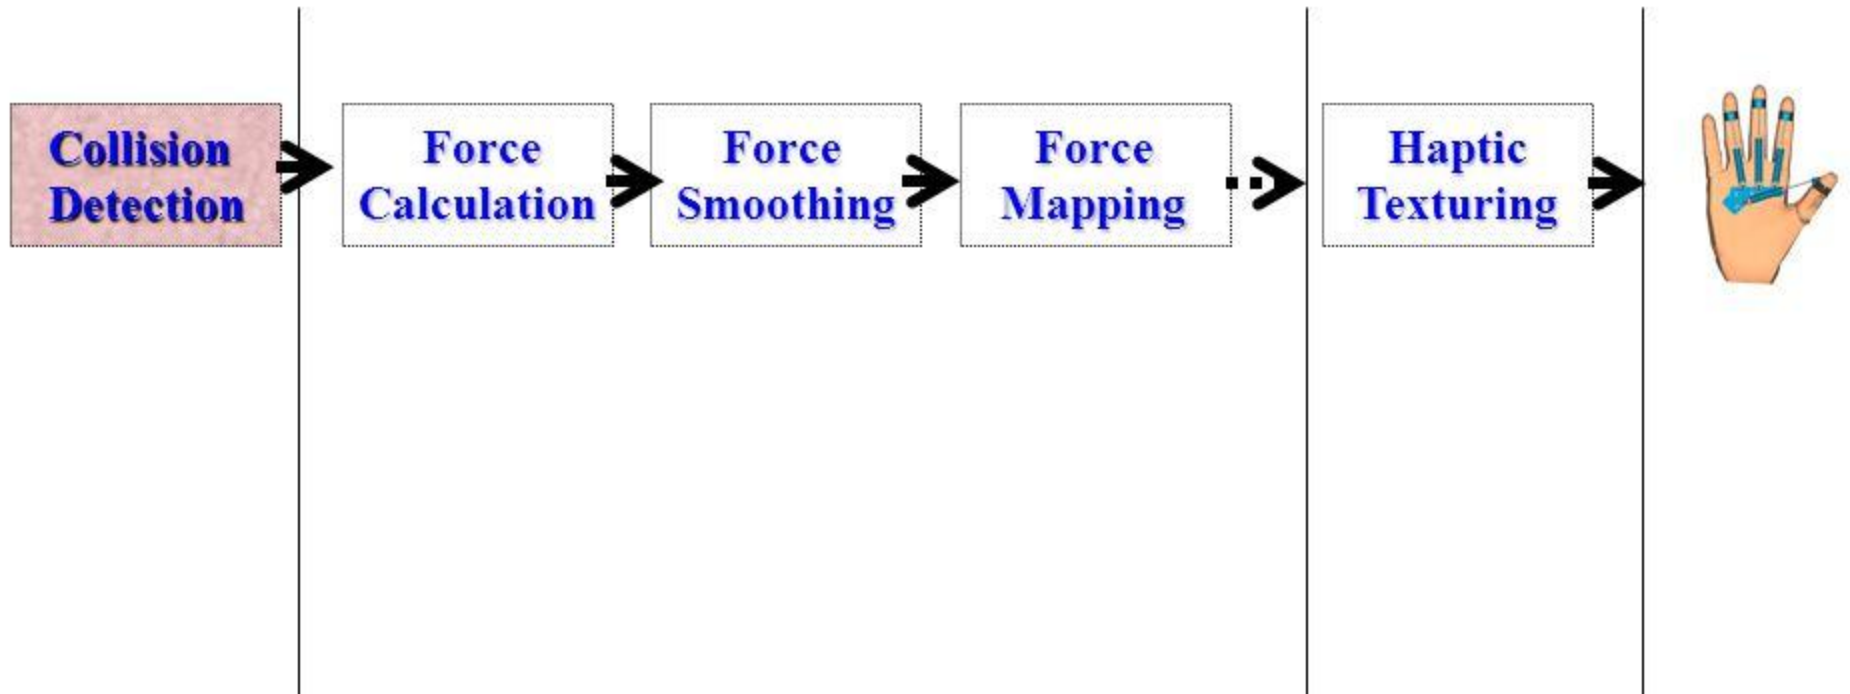 Collision
Detection
Force
Calculation
Force
Smoothing
Force
Mapping
Haptic
Texturing